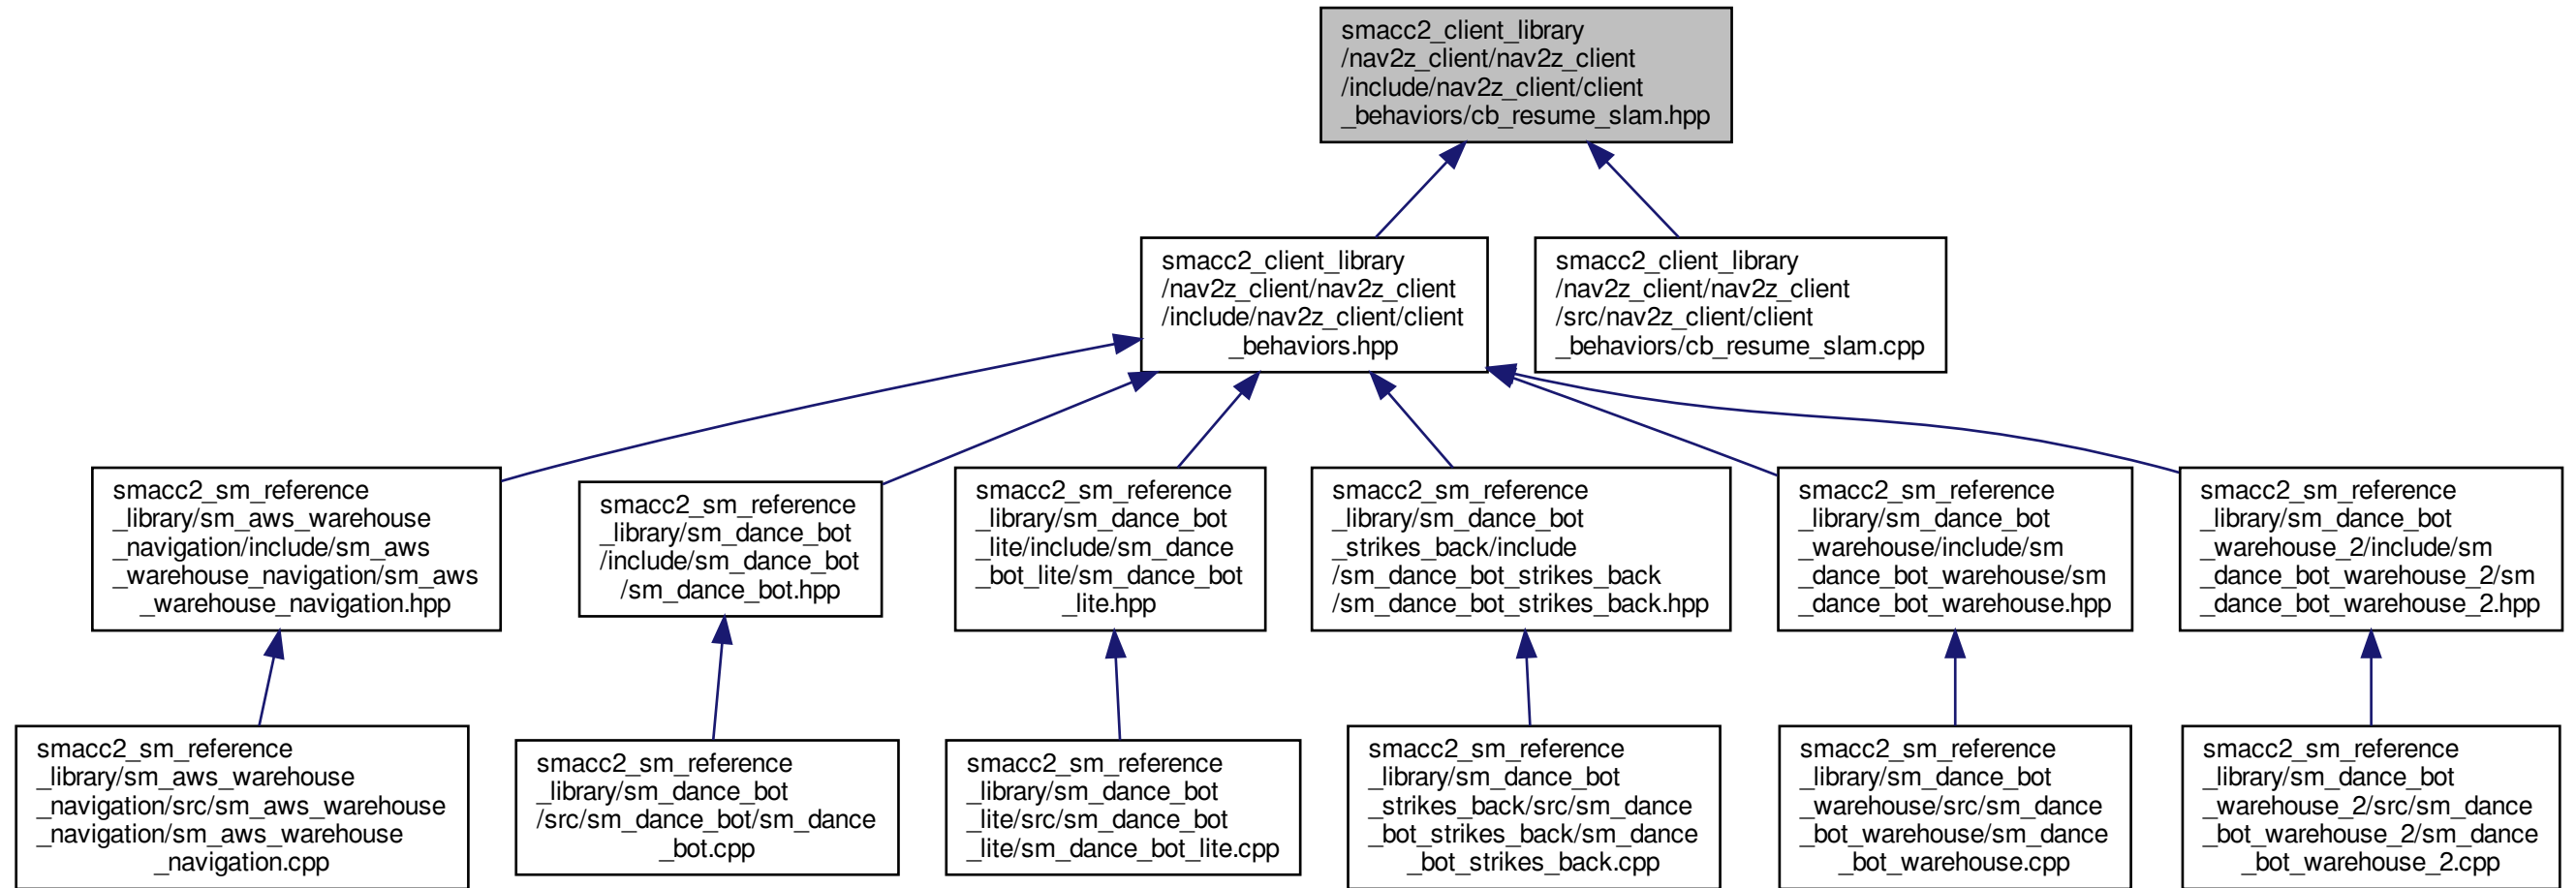 smacc2_client_library
/nav2z_client/nav2z_client
/include/nav2z_client/client
_behaviors/cb_resume_slam.hpp
smacc2_client_library
/nav2z_client/nav2z_client
/include/nav2z_client/client
_behaviors.hpp
smacc2_client_library
/nav2z_client/nav2z_client
/src/nav2z_client/client
_behaviors/cb_resume_slam.cpp
smacc2_sm_reference
_library/sm_aws_warehouse
_navigation/include/sm_aws
_warehouse_navigation/sm_aws
_warehouse_navigation.hpp
smacc2_sm_reference
_library/sm_dance_bot
/include/sm_dance_bot
/sm_dance_bot.hpp
smacc2_sm_reference
_library/sm_dance_bot
_lite/include/sm_dance
_bot_lite/sm_dance_bot
_lite.hpp
smacc2_sm_reference
_library/sm_dance_bot
_strikes_back/include
/sm_dance_bot_strikes_back
/sm_dance_bot_strikes_back.hpp
smacc2_sm_reference
_library/sm_dance_bot
_warehouse/include/sm
_dance_bot_warehouse/sm
_dance_bot_warehouse.hpp
smacc2_sm_reference
_library/sm_dance_bot
_warehouse_2/include/sm
_dance_bot_warehouse_2/sm
_dance_bot_warehouse_2.hpp
smacc2_sm_reference
_library/sm_aws_warehouse
_navigation/src/sm_aws_warehouse
_navigation/sm_aws_warehouse
_navigation.cpp
smacc2_sm_reference
_library/sm_dance_bot
/src/sm_dance_bot/sm_dance
_bot.cpp
smacc2_sm_reference
_library/sm_dance_bot
_lite/src/sm_dance_bot
_lite/sm_dance_bot_lite.cpp
smacc2_sm_reference
_library/sm_dance_bot
_strikes_back/src/sm_dance
_bot_strikes_back/sm_dance
_bot_strikes_back.cpp
smacc2_sm_reference
_library/sm_dance_bot
_warehouse/src/sm_dance
_bot_warehouse/sm_dance
_bot_warehouse.cpp
smacc2_sm_reference
_library/sm_dance_bot
_warehouse_2/src/sm_dance
_bot_warehouse_2/sm_dance
_bot_warehouse_2.cpp